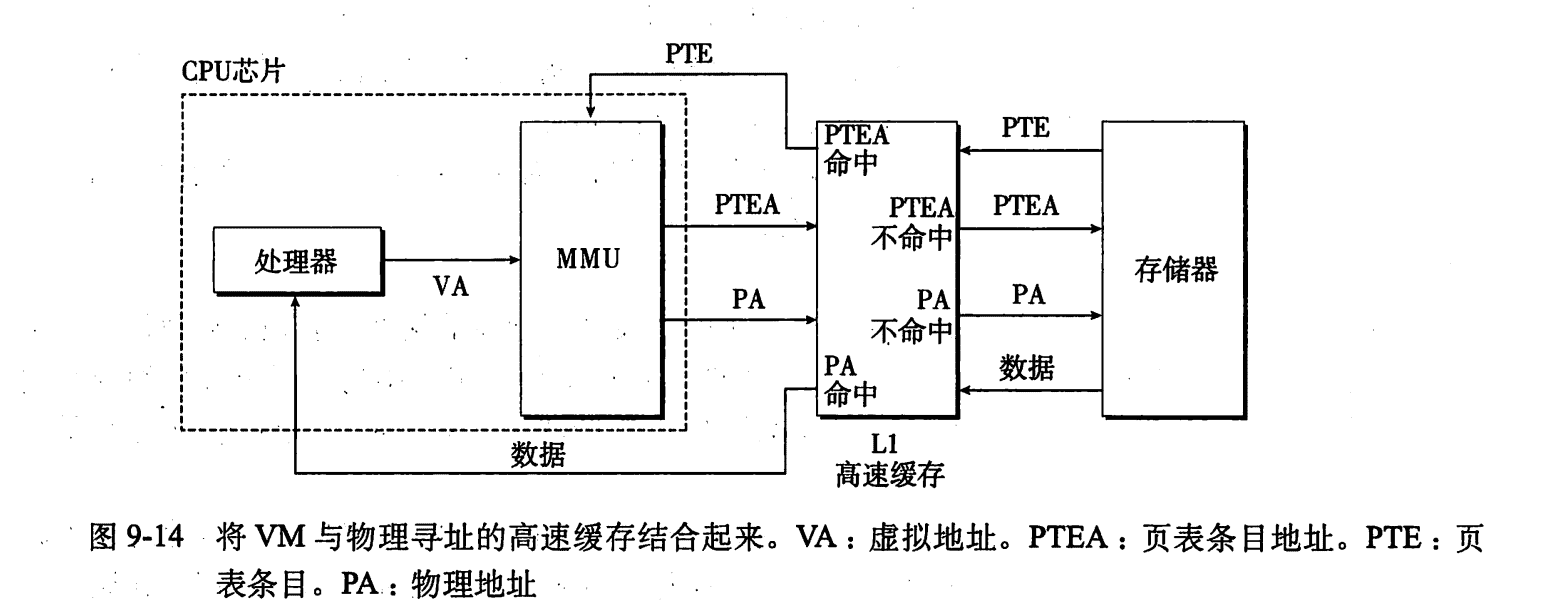 PTE
CPU芯片
PTEA
命中
PTE
PTEA
PTEA
不命中
PTEA
处理器
VA
MMU
存储器
PA
PA
不命中
PA
PA
命中
数据
数据
L1
高速缓存
图 9-14 将 VM 与物理寻址的高速缓存结合起来。VA：虚拟地址。PTEA：页表条目地址。PTE：页
表条目。PA：物理地址